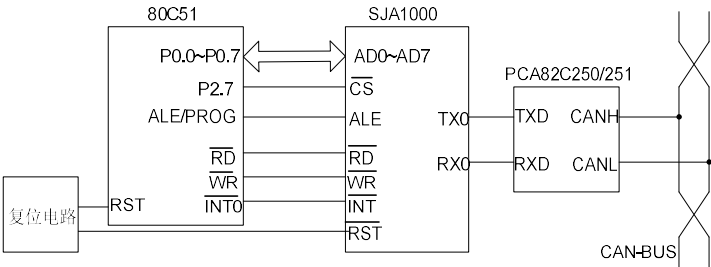 80C51
SJA1000
P0.0~P0.7
AD0~AD7
PCA82C250/251
P2.7
CS
ALE/PROG
ALE
TX0
TXD
CANH
RD
RD
RX0
RXD
CANL
WR
WR
复位电路
RST
INT0
INT
RST
CAN-BUS